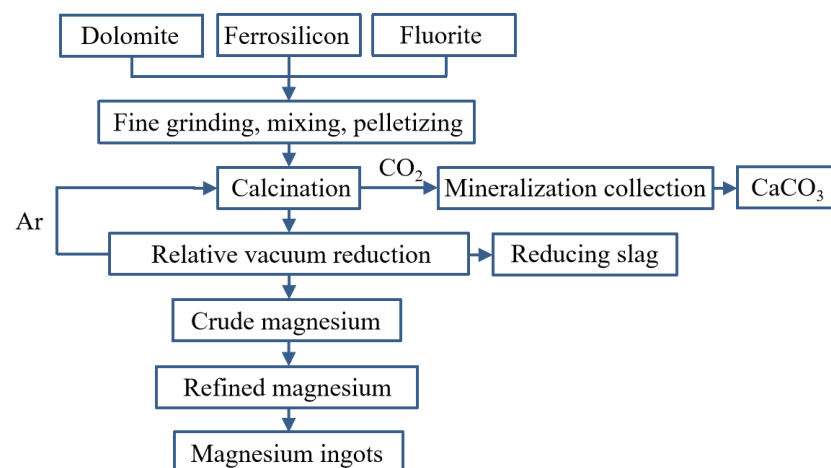 Dolomite
Ferrosilicon
Fluorite
Fine grinding, mixing, pelletizing
Calcination
CO₂
Mineralization collection
CaCO₃
Ar
Relative vacuum reduction
Reducing slag
Crude magnesium
Refined magnesium
Magnesium ingots